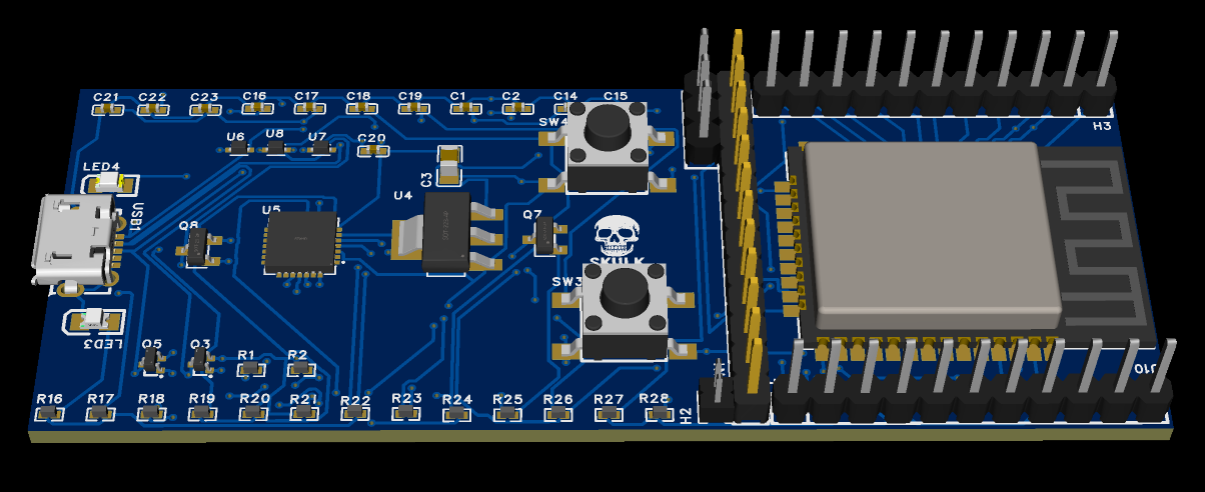 C21 C22 C23 C16 C17 C18 C19 C1 C2 C14 C15
SW4
H3
U6 U8 U7 C20
LED4
C3
U4
USB1
U5
Q8
Q7
SKULK
SW3
LED3
Q5 Q3 R1 R2
R16 R17 R18 R19 R20 R21 R22 R23 R24 R25 R26 R27 R28
H2